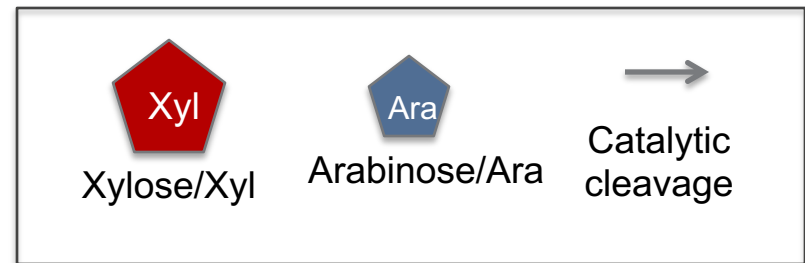 Xyl
Xylose/Xyl
Ara
Arabinose/Ara
Catalytic
cleavage